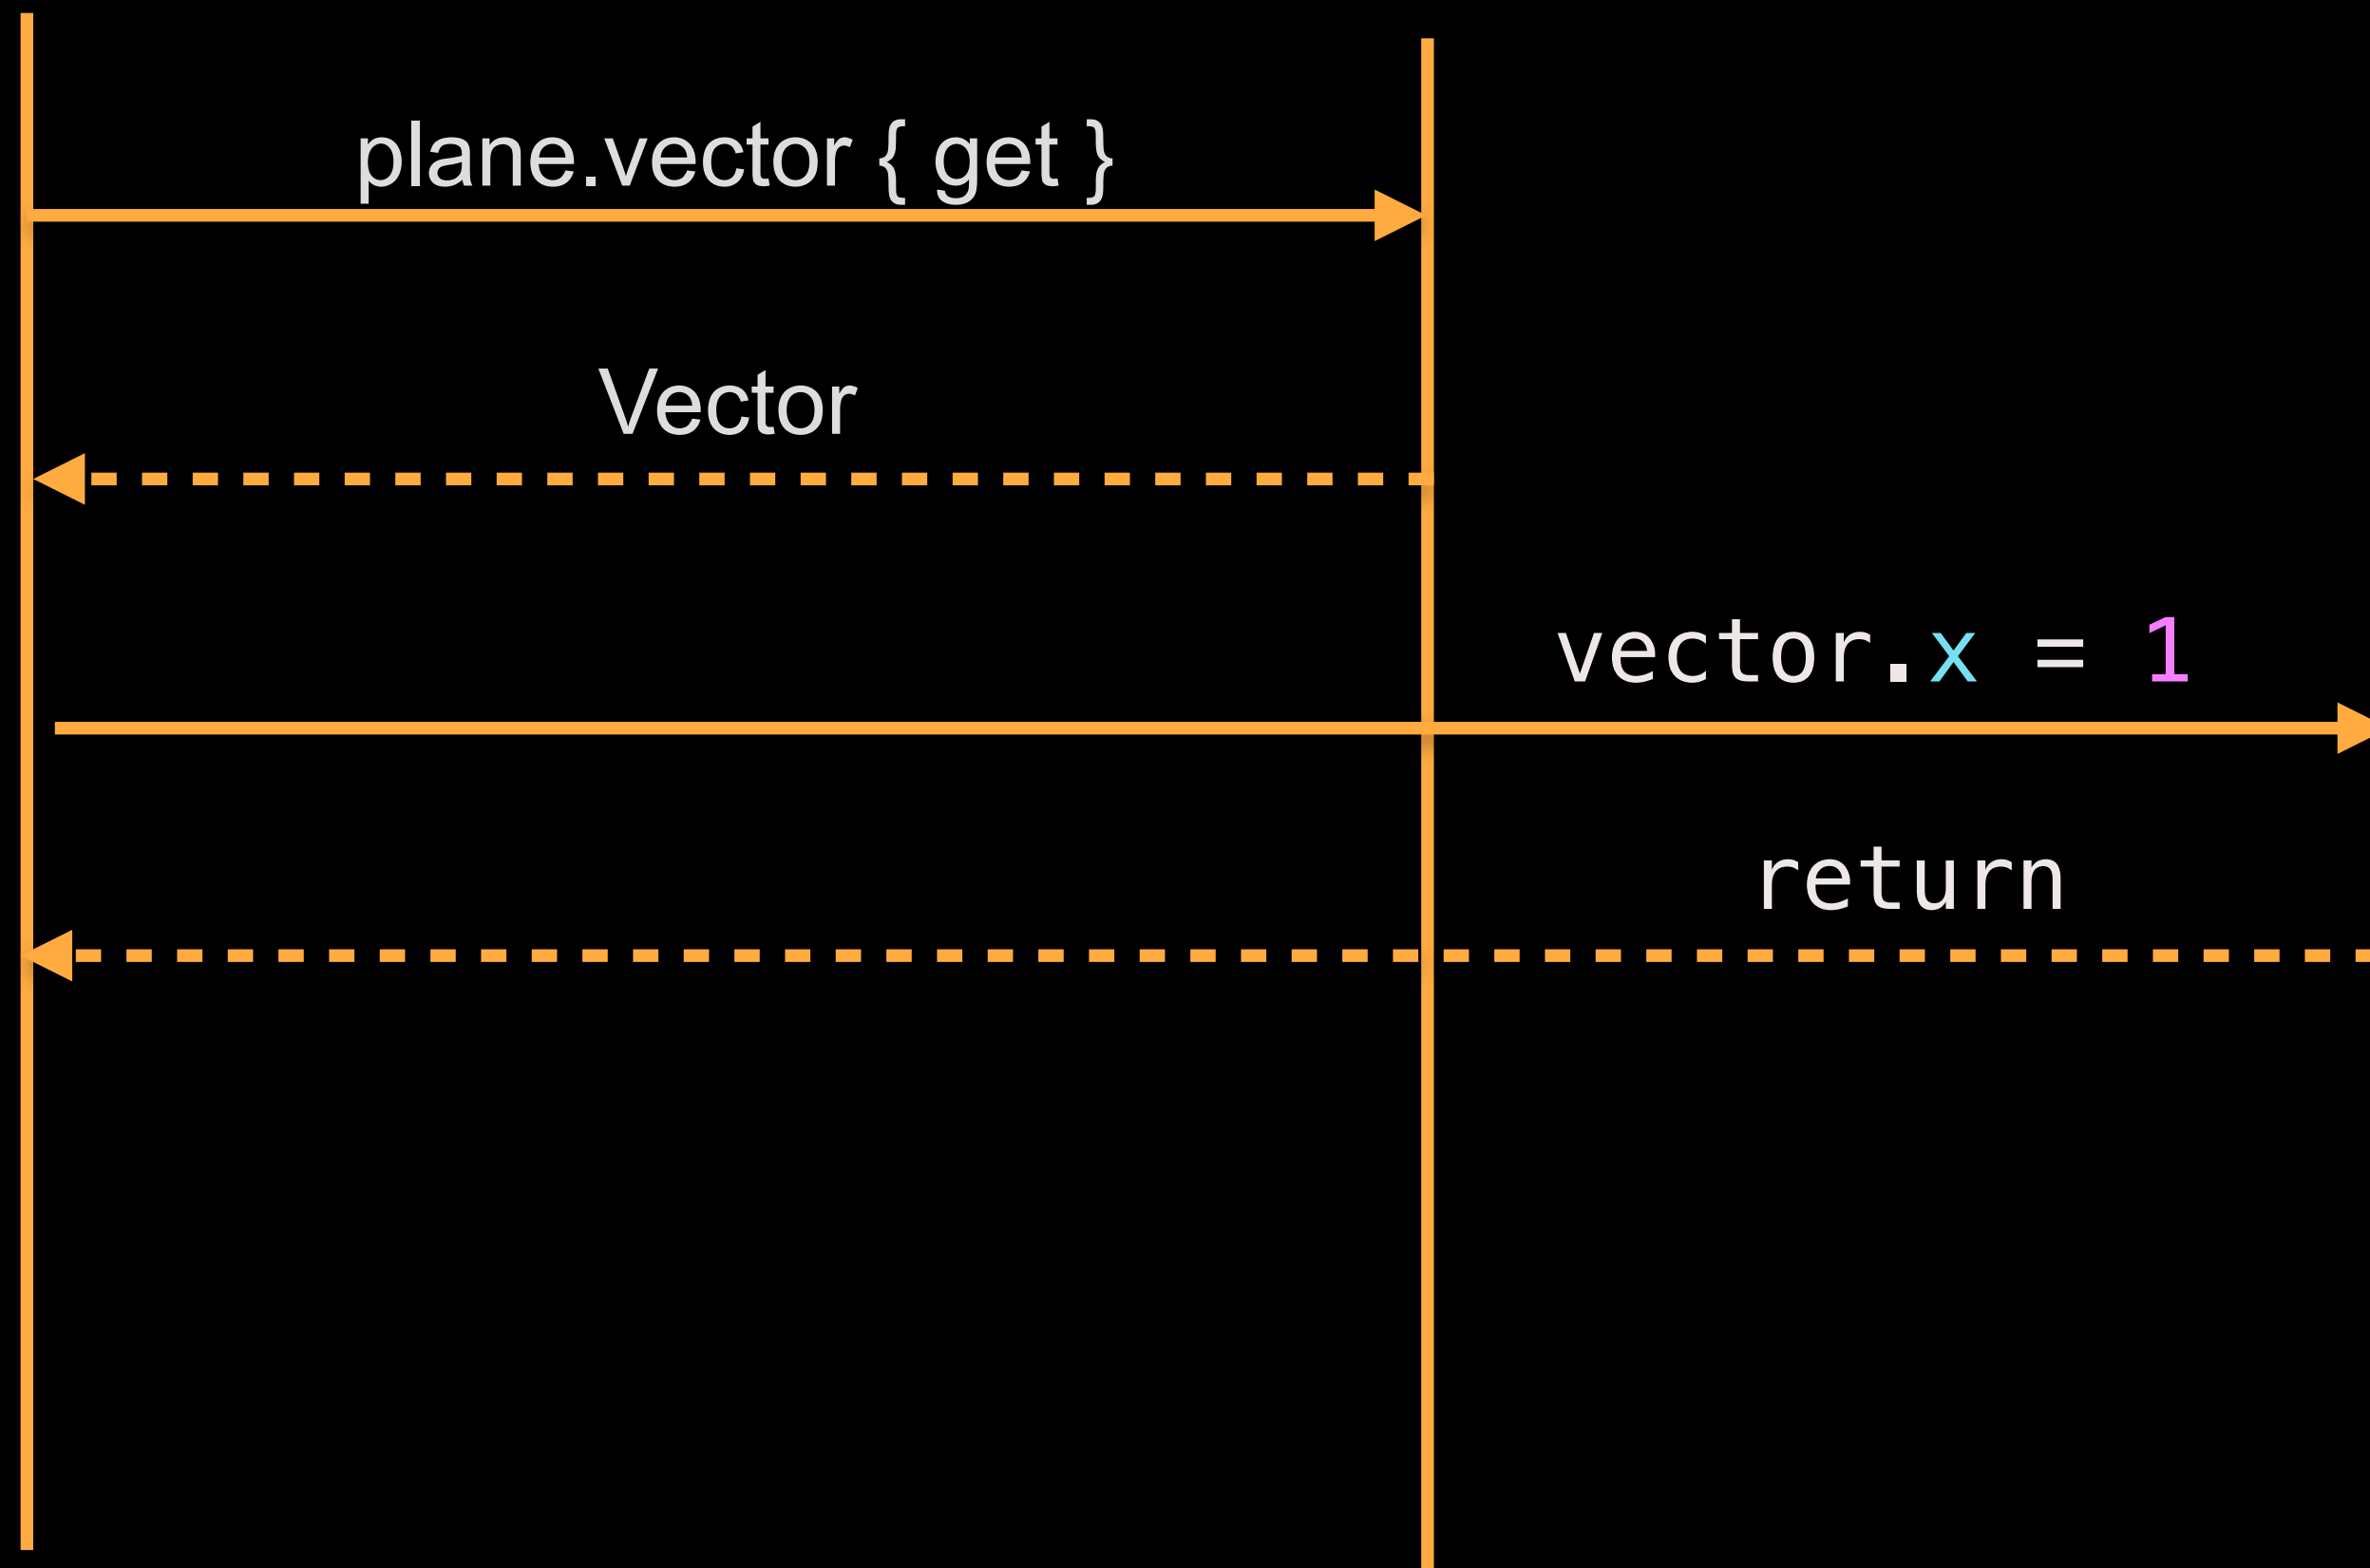 plane.vector { get }
Vector
vector.x = 1
return